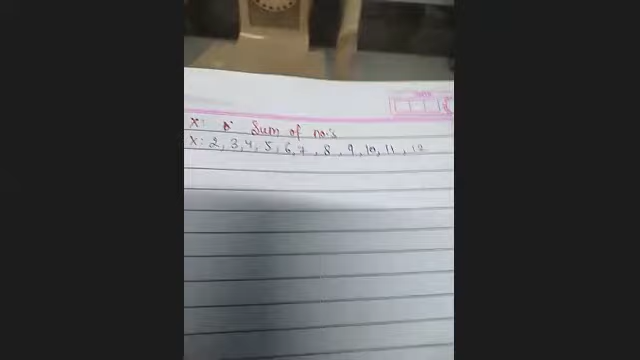 X: Sum of no.s
X: 2, 3, 4, 5, 6, 7, 8, 9, 10, 11, 12